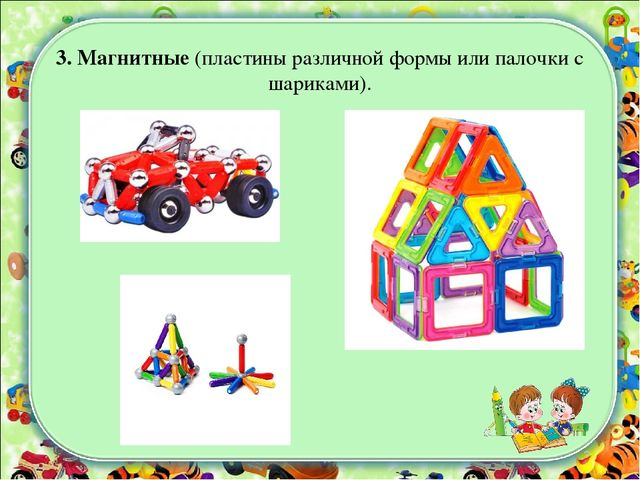 3. Магнитные (пластины различной формы или палочки с
шариками).